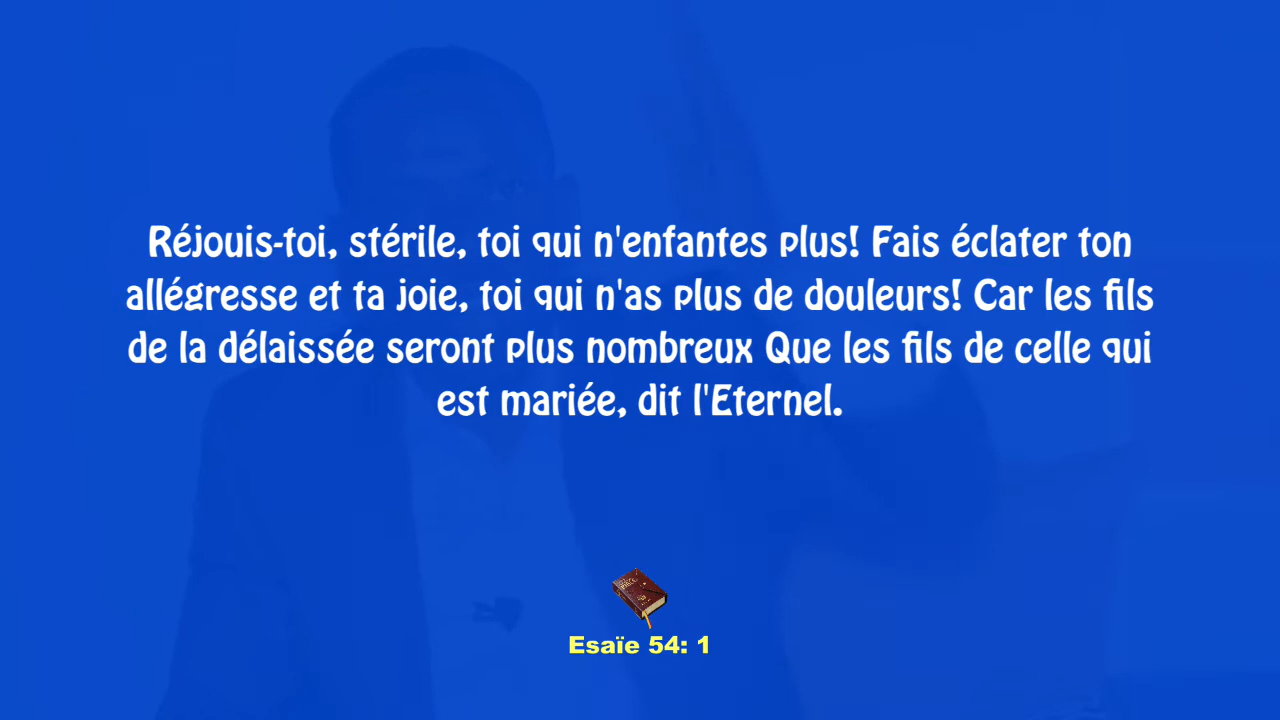 Réjouis-toi, stérile, toi qui n'enfantes plus! Fais éclater ton
allégresse et ta joie, toi qui n'as plus de douleurs! Car les fils
de la délaissée seront plus nombreux Que les fils de celle qui
est mariée, dit l'Eternel.
Esaïe 54: 1